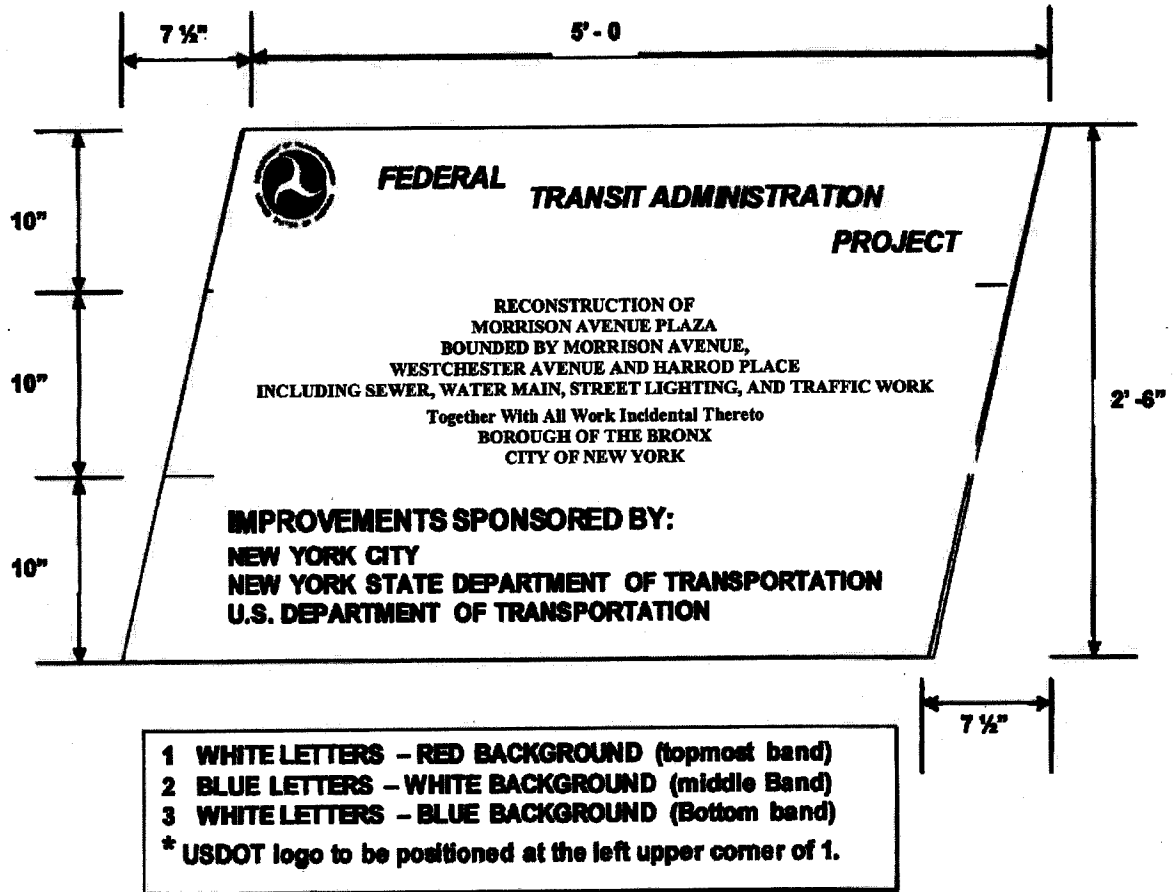 7 ½"
5' - 0
10"
10"
10"
FEDERAL
TRANSIT ADMINISTRATION
PROJECT
RECONSTRUCTION OF
MORRISON AVENUE PLAZA
BOUNDED BY MORRISON AVENUE,
WESTCHESTER AVENUE AND HARROD PLACE
INCLUDING SEWER, WATER MAIN, STREET LIGHTING, AND TRAFFIC WORK
Together With All Work Incidental Thereto
BOROUGH OF THE BRONX
CITY OF NEW YORK
2' -6"
IMPROVEMENTS SPONSORED BY:
NEW YORK CITY
NEW YORK STATE DEPARTMENT OF TRANSPORTATION
U.S. DEPARTMENT OF TRANSPORTATION
7 ½"
1 WHITE LETTERS – RED BACKGROUND (topmost band)
2 BLUE LETTERS – WHITE BACKGROUND (middle Band)
3 WHITE LETTERS – BLUE BACKGROUND (Bottom band)
* USDOT logo to be positioned at the left upper corner of 1.